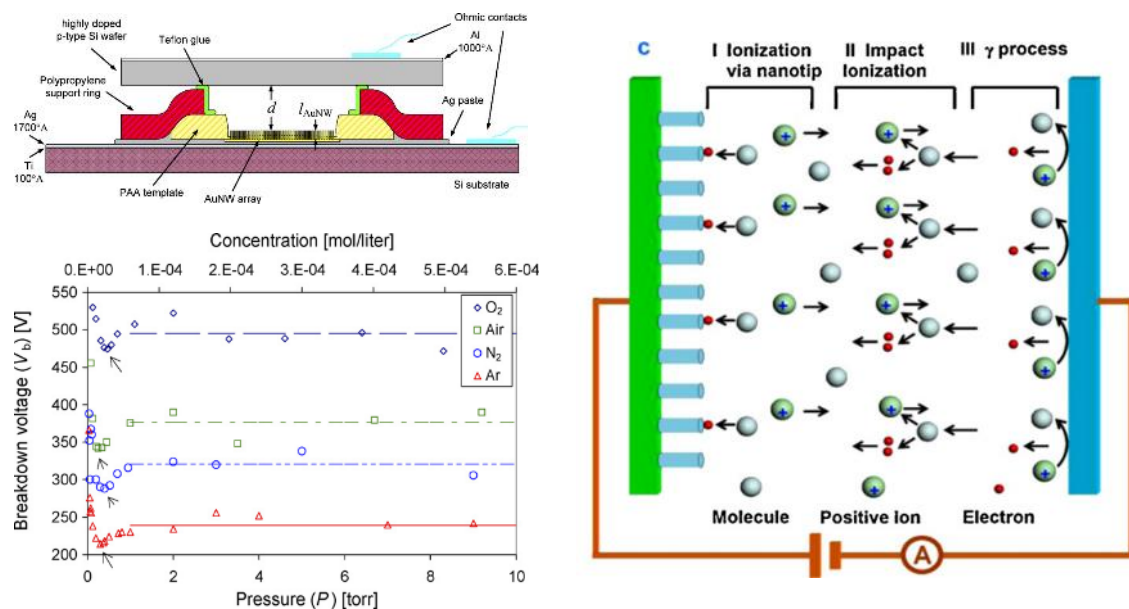 highly doped
p-type Si wafer
Teflon glue
Ohmic contacts
Al
1000°A
Polypropylene
support ring
d
lAuNW
Ag paste
Ag
1700°A
Ti
100°A
PAA template
AuNW array
Si substrate
Concentration [mol/liter]
0.E+00 1.E-04 2.E-04 3.E-04 4.E-04 5.E-04 6.E-04
Breakdown voltage (Vb) [V]
550
500
450
400
350
300
250
200
O2
Air
N2
Ar
0 2 4 6 8 10
Pressure (P) [torr]
C
I Ionization
via nanotip
II Impact
Ionization
III γ process
+ + + + + + + + + + + + +
Molecule Positive ion Electron
A